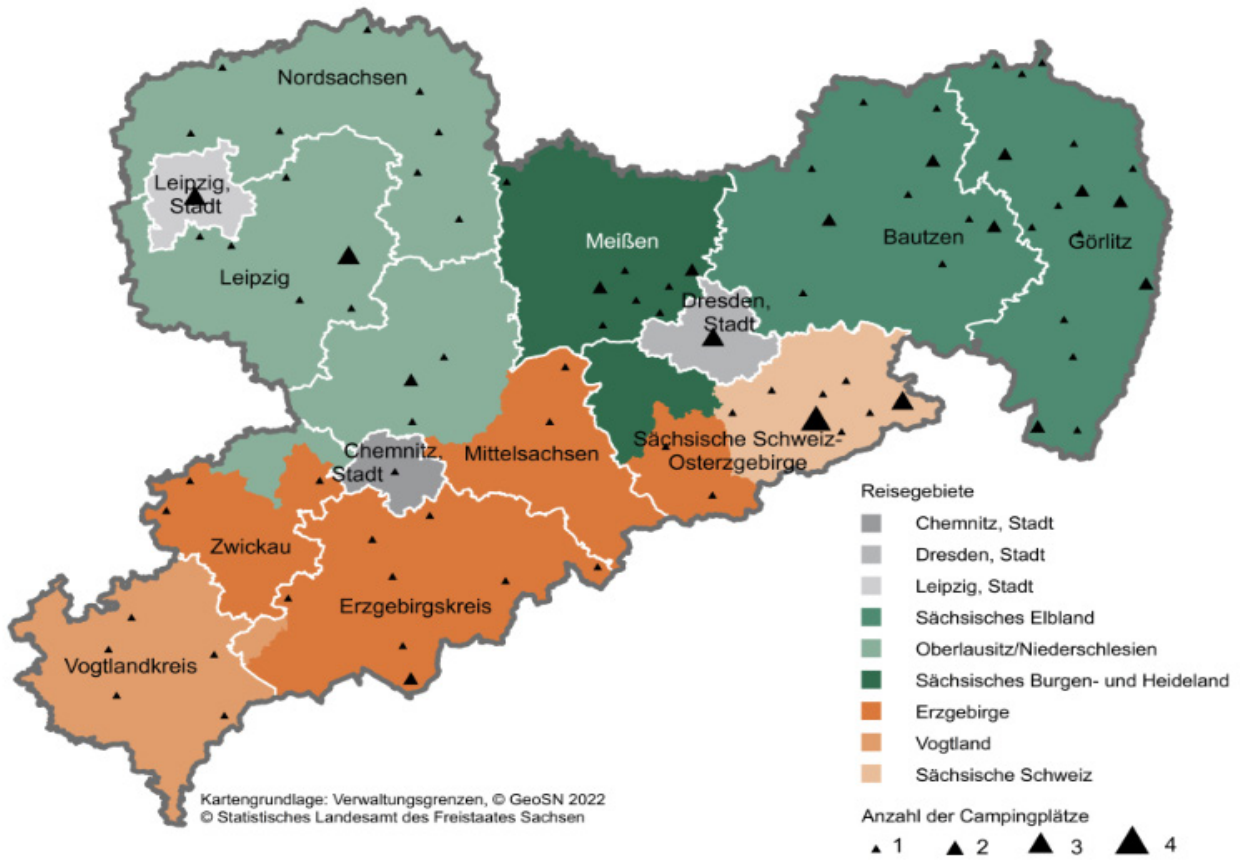 Nordsachsen
Leipzig,
Stadt
Leipzig
Meißen
Dresden,
Stadt
Bautzen
Görlitz
Chemnitz,
Stadt
Mittelsachsen
Sächsische Schweiz-
Osterzgebirge
Zwickau
Erzgebirgskreis
Vogtlandkreis
Reisegebiete
Chemnitz, Stadt
Dresden, Stadt
Leipzig, Stadt
Sächsisches Elbland
Oberlausitz/Niederschlesien
Sächsisches Burgen- und Heideland
Erzgebirge
Vogtland
Sächsische Schweiz
Anzahl der Campingplätze
1 2 3 4
Kartengrundlage: Verwaltungsgrenzen, © GeoSN 2022
© Statistisches Landesamt des Freistaates Sachsen